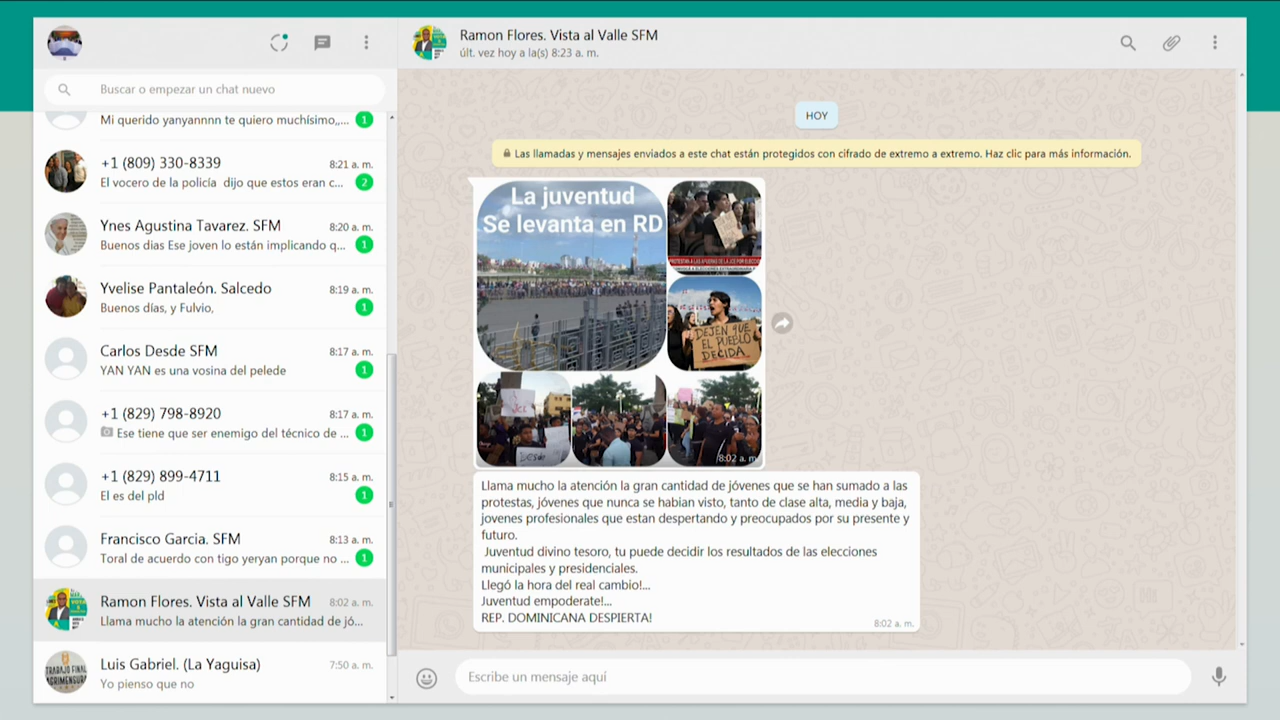 Ramon Flores. Vista al Valle SFM
últ. vez hoy a la(s) 8:23 a. m.
Buscar o empezar un chat nuevo
Mi querido yanyannnn te quiero muchísimo,... 1
+1 (809) 330-8339 8:21 a. m.
El vocero de la policía dijo que estos eran c... 2
Ynes Agustina Tavarez. SFM 8:20 a. m.
Buenos dias Ese joven lo están implicando q... 1
Yvelise Pantaleón. Salcedo 8:19 a. m.
Buenos días, y Fulvio, 1
Carlos Desde SFM 8:17 a. m.
YAN YAN es una vosina del pelede 1
+1 (829) 798-8920 8:17 a. m.
Ese tiene que ser enemigo del técnico de ... 1
+1 (829) 899-4711 8:15 a. m.
El es del pld 1
Francisco Garcia. SFM 8:13 a. m.
Toral de acuerdo con tigo yeryan porque no ... 1
Ramon Flores. Vista al Valle SFM 8:02 a. m.
Llama mucho la atención la gran cantidad de jó...
Luis Gabriel. (La Yaguisa) 7:50 a. m.
Yo pienso que no
TRABAJO FINAL
AGRIMENSURA
HOY
Las llamadas y mensajes enviados a este chat están protegidos con cifrado de extremo a extremo. Haz clic para más información.
La juventud
Se levanta en RD
DEJEN QUE
EL PUEBLO
DECIDA
JCE
8:02 a. m.
Llama mucho la atención la gran cantidad de jóvenes que se han sumado a las
protestas, jóvenes que nunca se habian visto, tanto de clase alta, media y baja,
jovenes profesionales que estan despertando y preocupados por su presente y
futuro.
Juventud divino tesoro, tu puede decidir los resultados de las elecciones
municipales y presidenciales.
Llegó la hora del real cambio!...
Juventud empoderate!...
REP. DOMINICANA DESPIERTA!
8:02 a. m.
Escribe un mensaje aquí